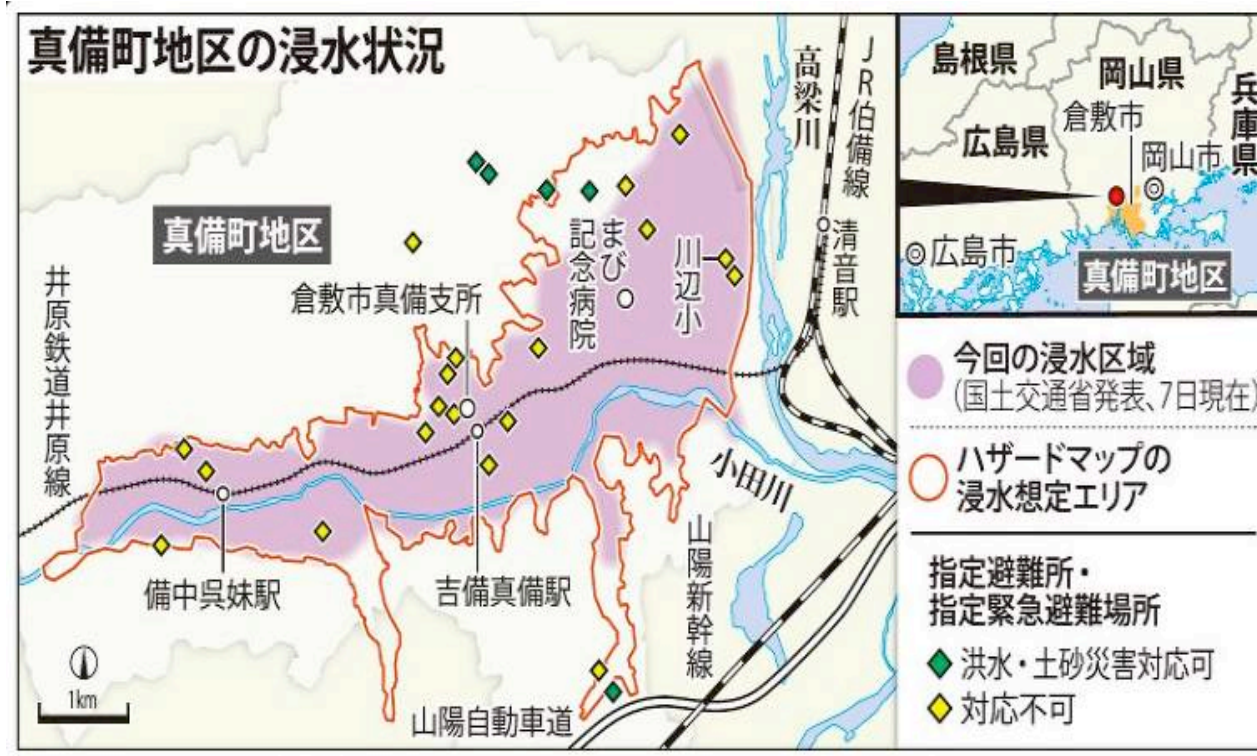 真備町地区の浸水状況
真備町地区
井原鉄道井原線
倉敷市真備支所
まび
記念病院
川辺小
高梁川
JR伯備線
清音駅
小田川
備中呉妹駅
吉備真備駅
山陽新幹線
山陽自動車道
1km
島根県
岡山県
兵庫県
倉敷市
広島県
岡山市
広島市
真備町地区
今回の浸水区域
(国土交通省発表、7日現在)
ハザードマップの
浸水想定エリア
指定避難所・
指定緊急避難場所
洪水・土砂災害対応可
対応不可